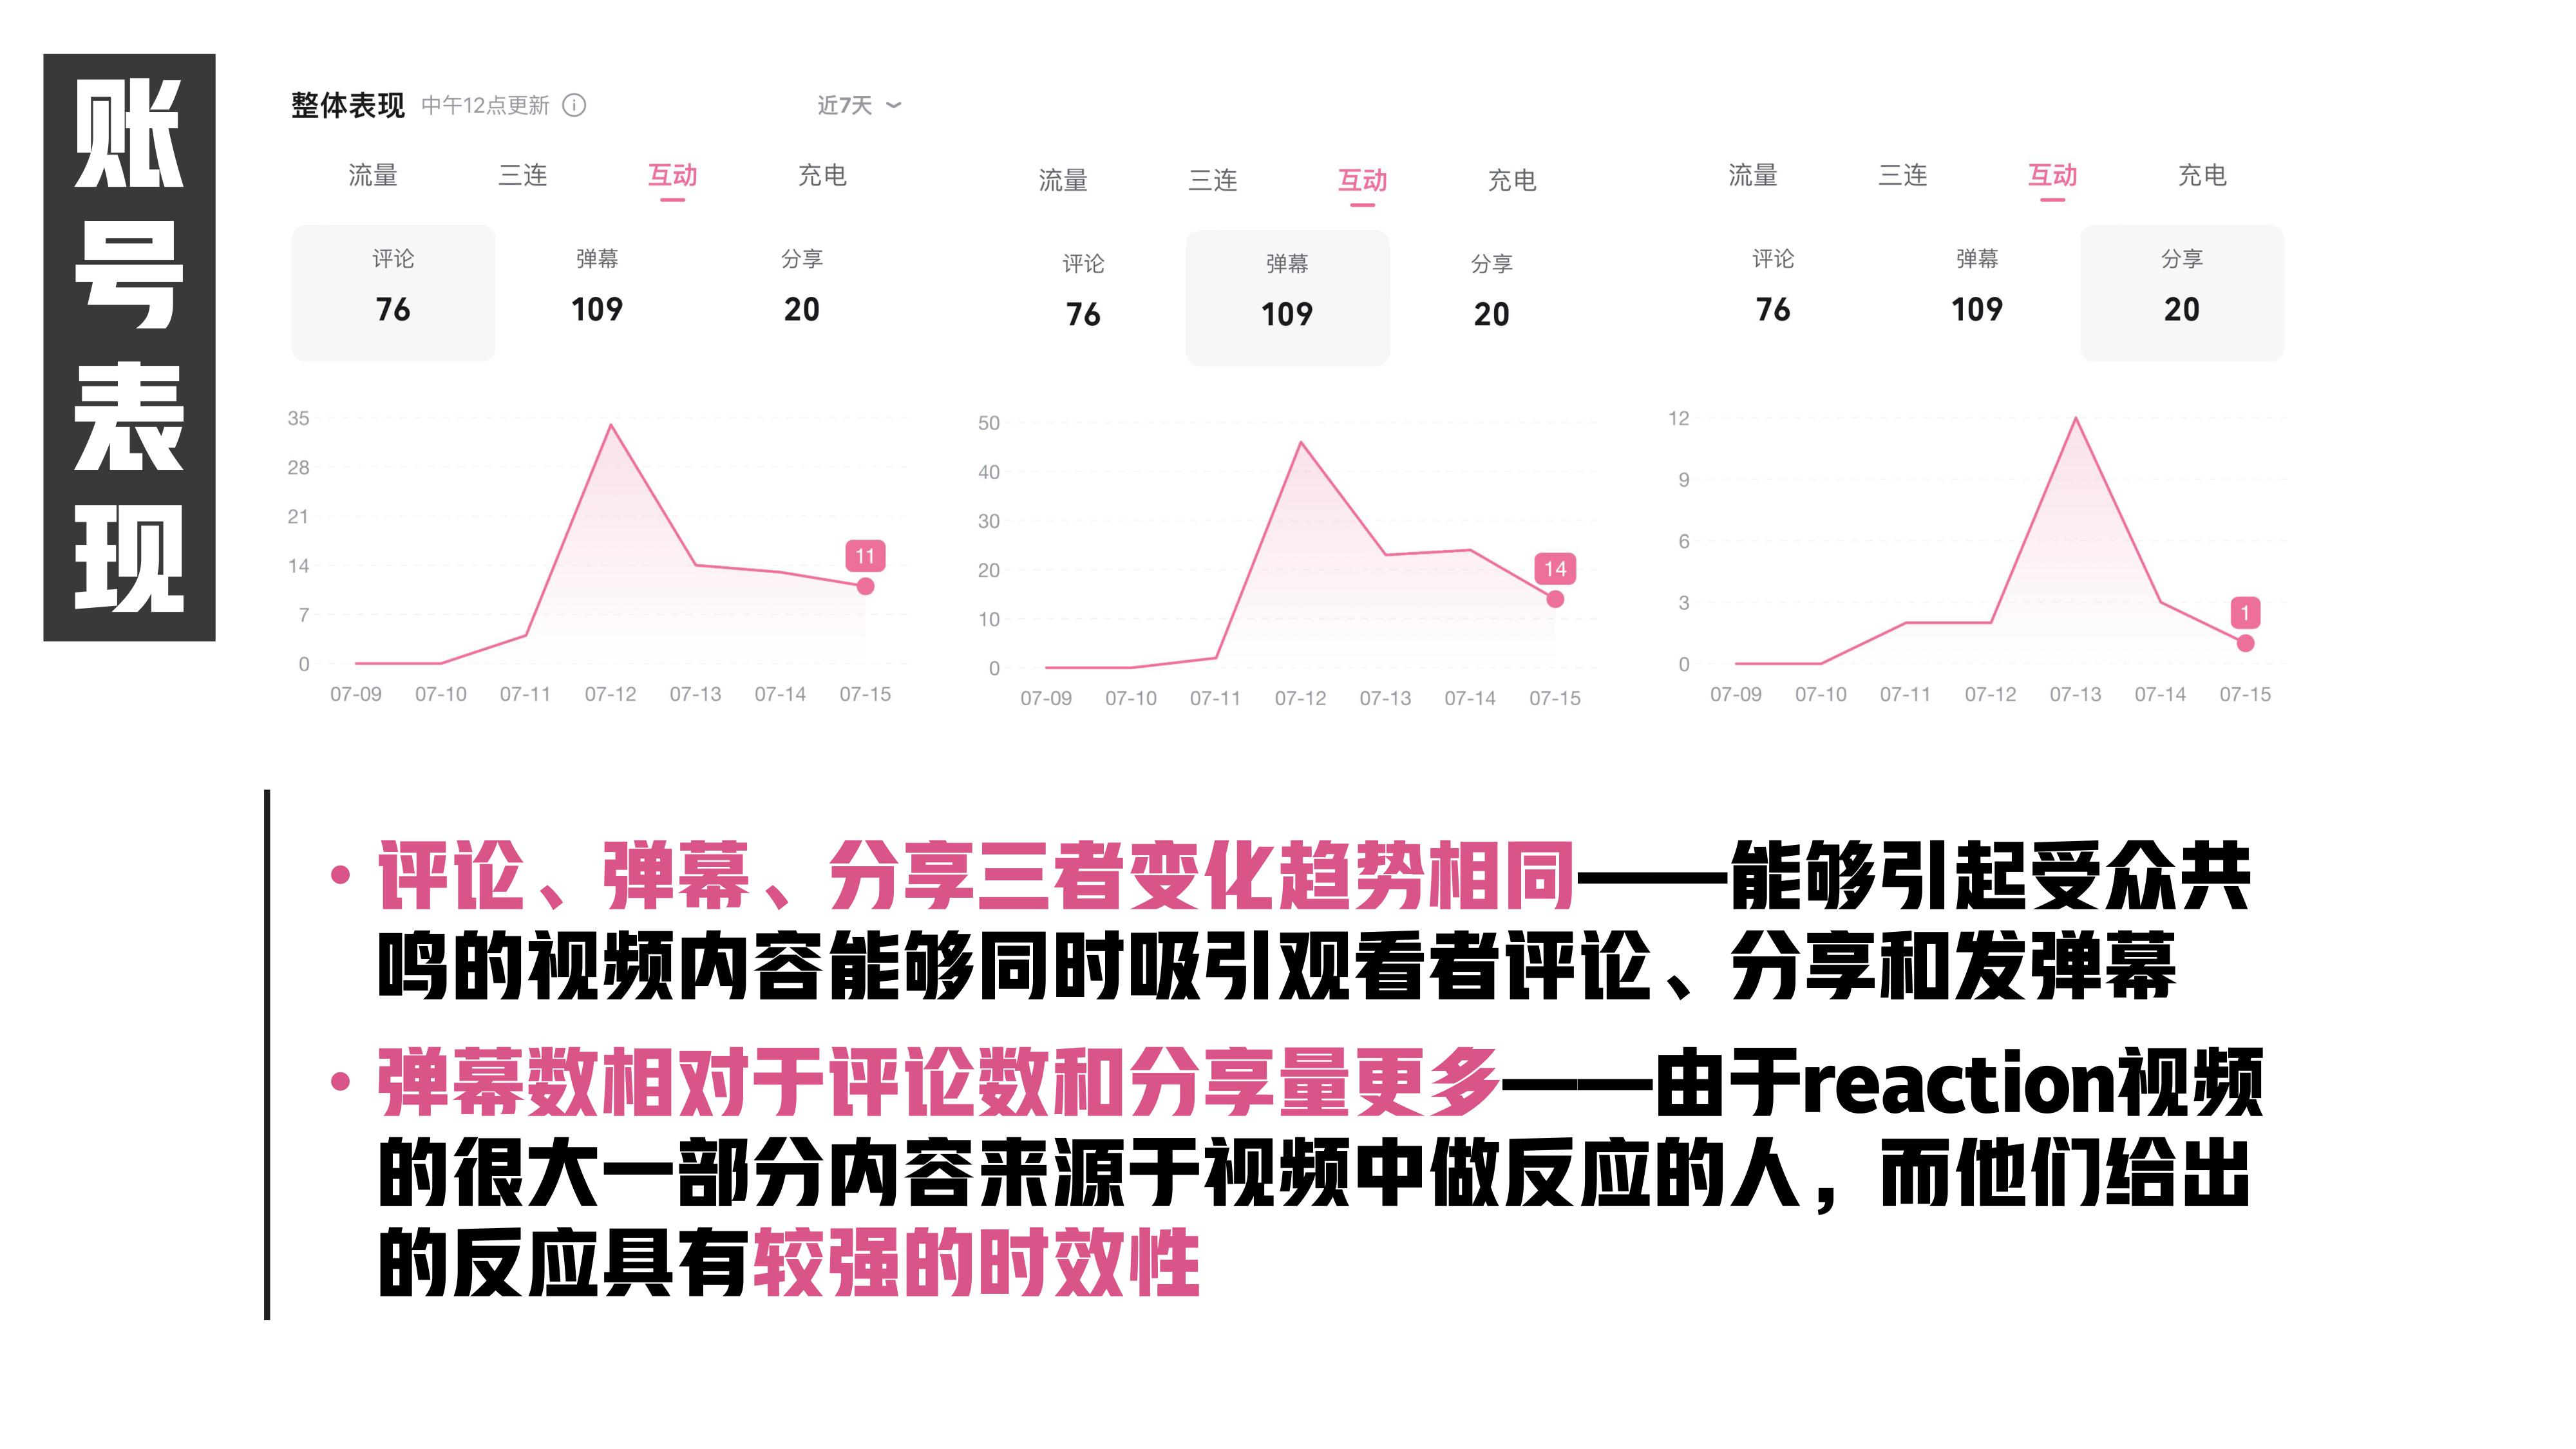 账号表现
整体表现 中午12点更新 近7天
流量 三连 互动 充电
评论 弹幕 分享
76 109 20
35
28
21
14
7
0
11
07-09 07-10 07-11 07-12 07-13 07-14 07-15
流量 三连 互动 充电
评论 弹幕 分享
76 109 20
50
40
30
20
10
0
14
07-09 07-10 07-11 07-12 07-13 07-14 07-15
流量 三连 互动 充电
评论 弹幕 分享
76 109 20
12
9
6
3
0
1
07-09 07-10 07-11 07-12 07-13 07-14 07-15
• 评论、弹幕、分享三者变化趋势相同——能够引起受众共
鸣的视频内容能够同时吸引观看者评论、分享和发弹幕
• 弹幕数相对于评论数和分享量更多——由于reaction视频
的很大一部分内容来源于视频中做反应的人，而他们给出
的反应具有较强的时效性